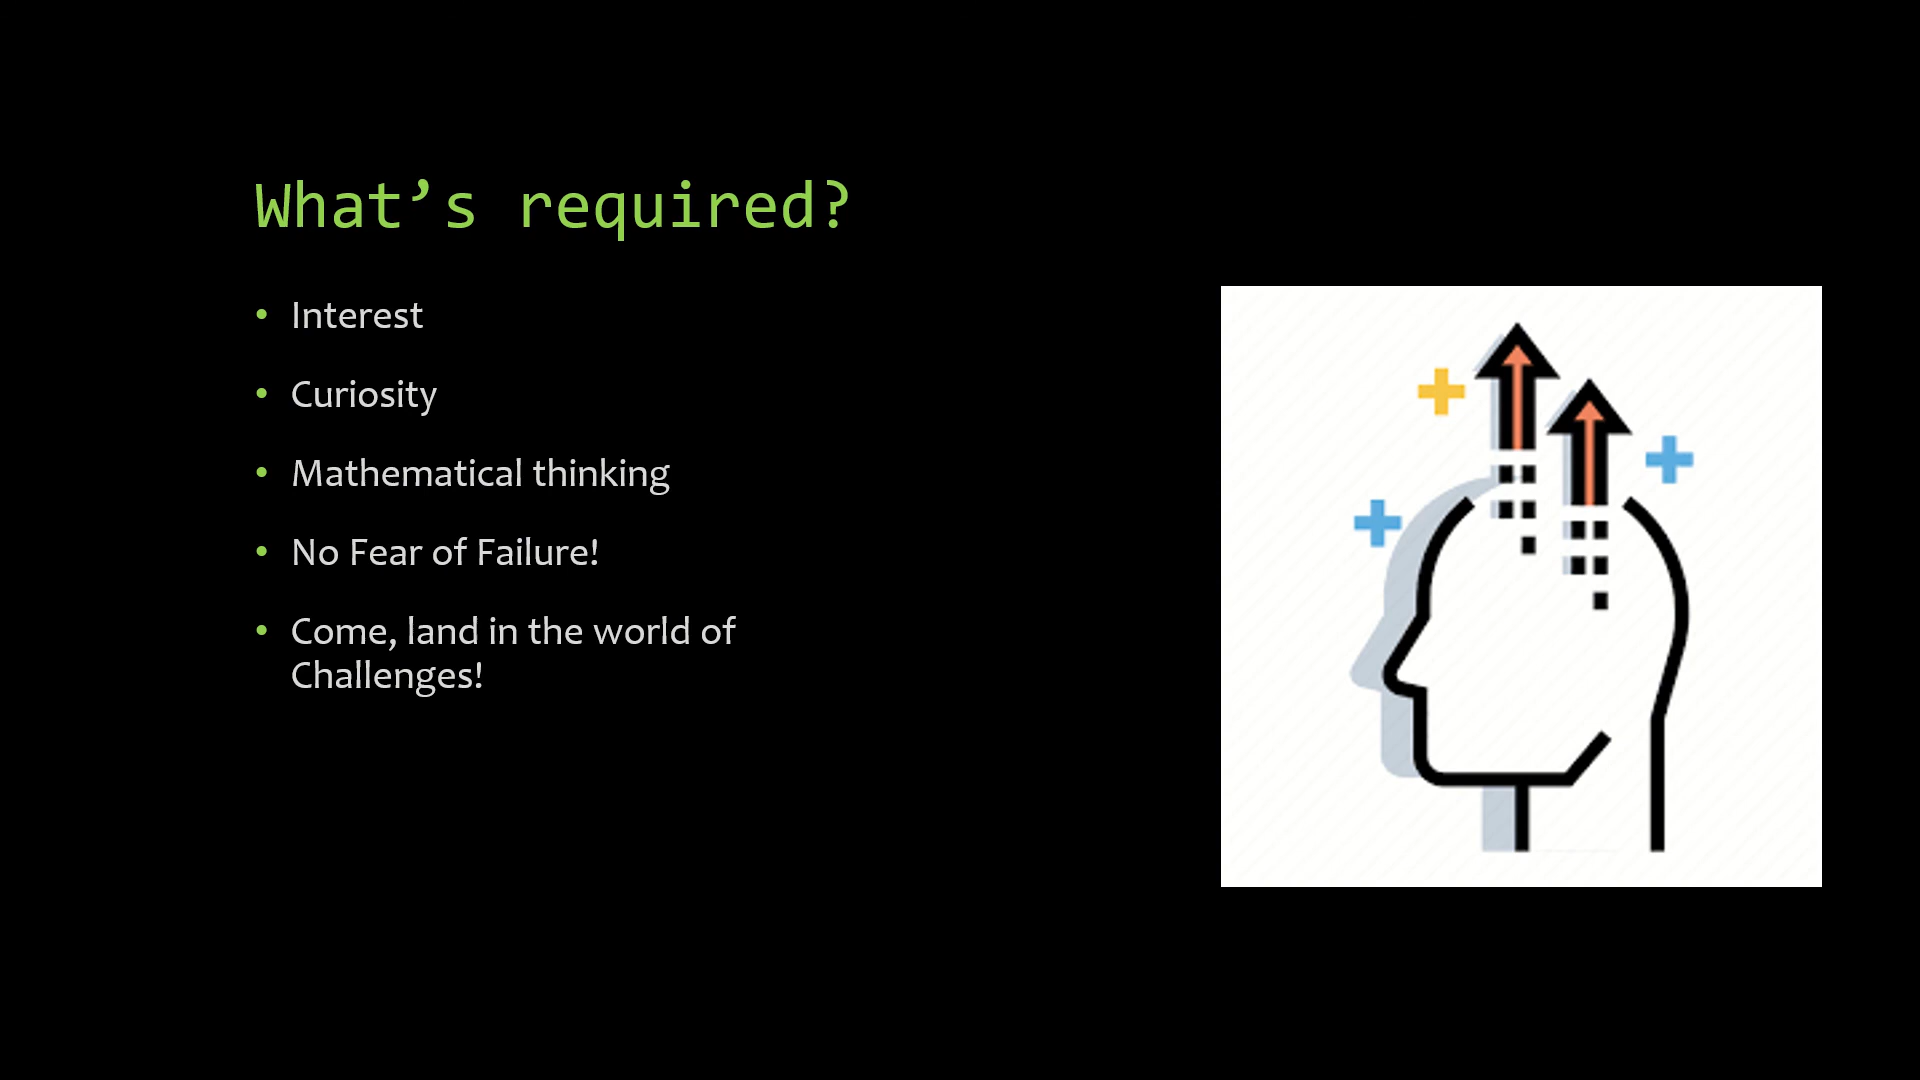 What’s required?
• Interest
• Curiosity
• Mathematical thinking
• No Fear of Failure!
• Come, land in the world of
Challenges!